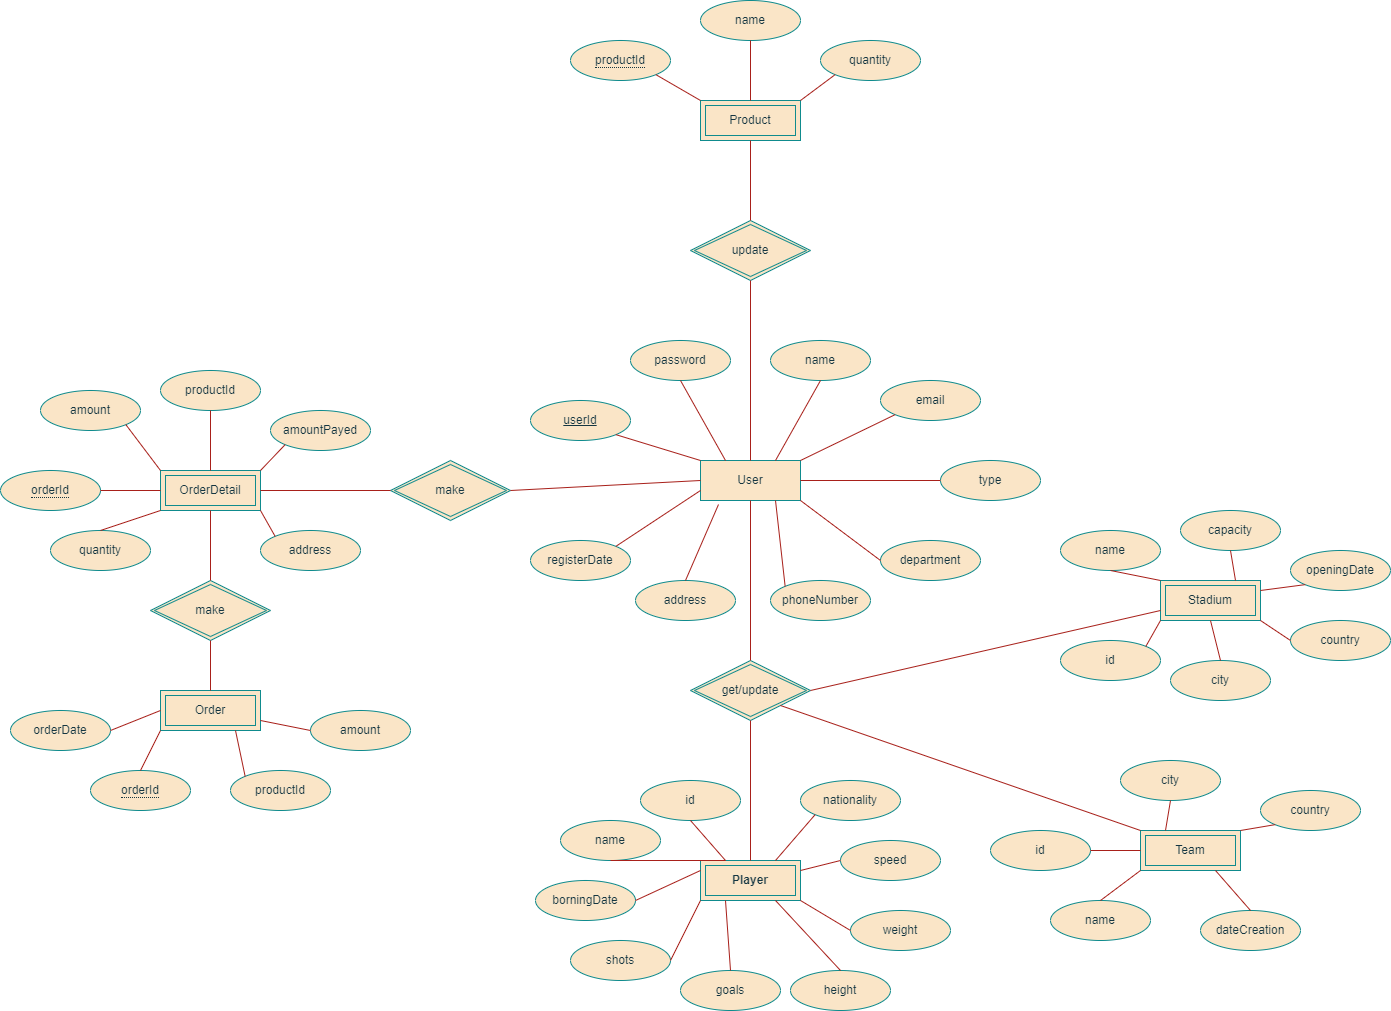 name
productId
quantity
Product
update
password
name
productId
email
amount
userId
amountPayed
type
User
orderId
OrderDetail
make
capacity
name
quantity
address
registerDate
department
openingDate
address
phoneNumber
Stadium
make
country
id
city
get/update
Order
orderDate
amount
city
orderId
productId
id
nationality
country
name
speed
id
Team
Player
borningDate
name
weight
dateCreation
shots
goals
height